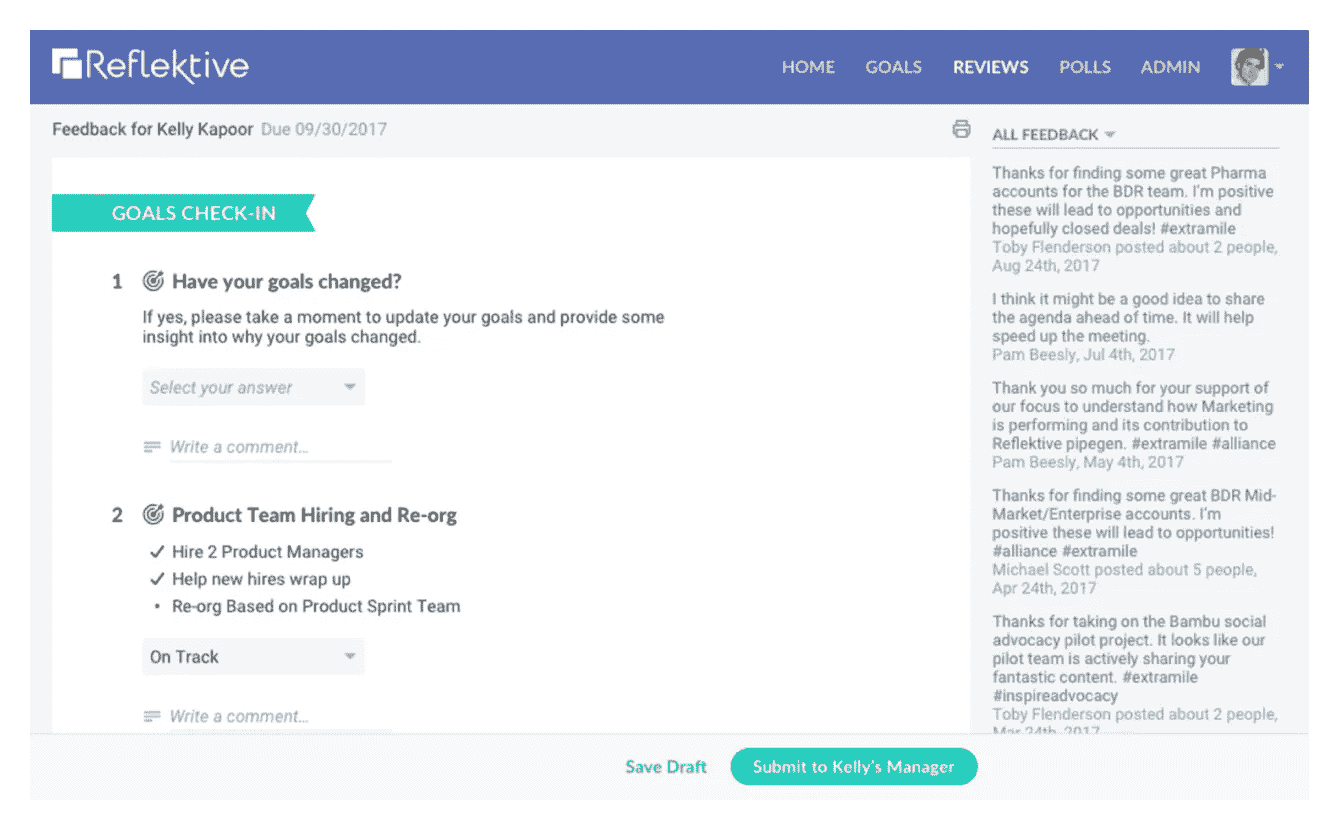 Reflektive
HOME GOALS REVIEWS POLLS ADMIN
Feedback for Kelly Kapoor Due 09/30/2017
GOALS CHECK-IN
1 Have your goals changed?
If yes, please take a moment to update your goals and provide some
insight into why your goals changed.
Select your answer
Write a comment...
2 Product Team Hiring and Re-org
Hire 2 Product Managers
Help new hires wrap up
• Re-org Based on Product Sprint Team
On Track
Write a comment...
ALL FEEDBACK
Thanks for finding some great Pharma
accounts for the BDR team. I'm positive
these will lead to opportunities and
hopefully closed deals! #extramile
Toby Flenderson posted about 2 people,
Aug 24th, 2017
I think it might be a good idea to share
the agenda ahead of time. It will help
speed up the meeting.
Pam Beesly, Jul 4th, 2017
Thank you so much for your support of
our focus to understand how Marketing
is performing and its contribution to
Reflektive pipegen. #extramile #alliance
Pam Beesly, May 4th, 2017
Thanks for finding some great BDR Mid-
Market/Enterprise accounts. I'm
positive these will lead to opportunities!
#alliance #extramile
Michael Scott posted about 5 people,
Apr 24th, 2017
Thanks for taking on the Bambu social
advocacy pilot project. It looks like our
pilot team is actively sharing your
fantastic content. #extramile
#inspireadvocacy
Toby Flenderson posted about 2 people,
Mar 24th, 2017
Save Draft
Submit to Kelly's Manager